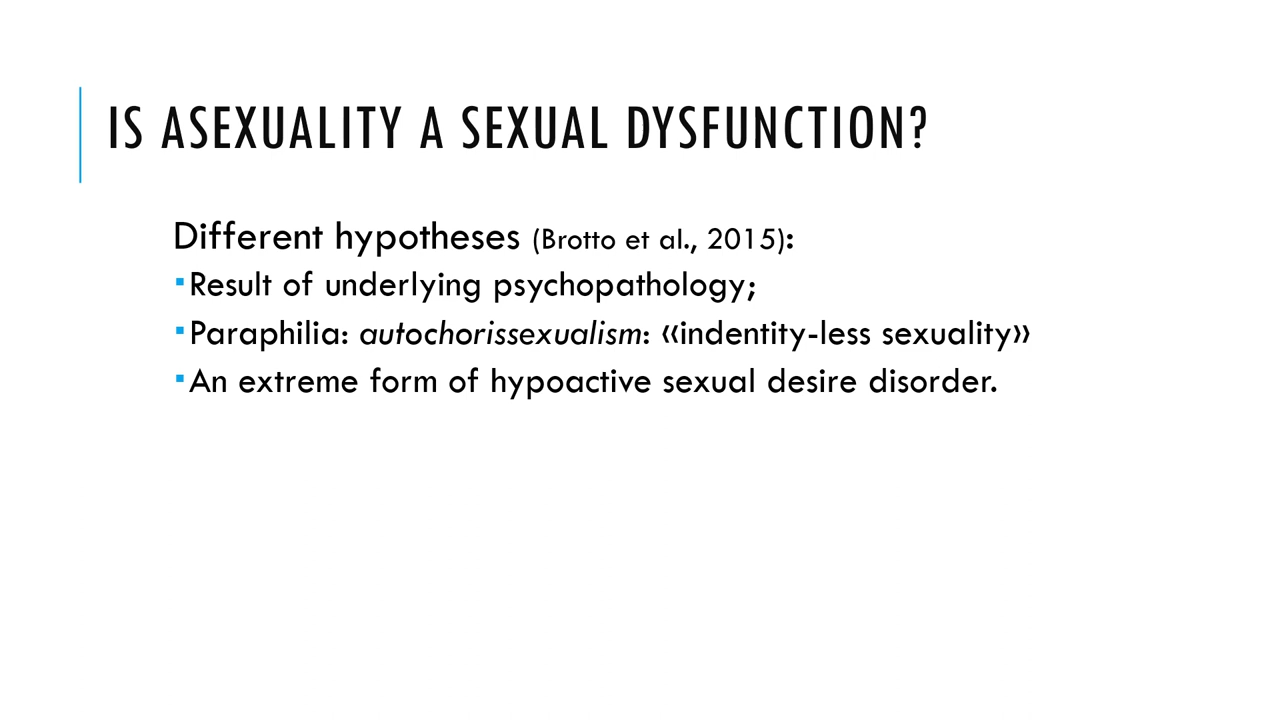 IS ASEXUALITY A SEXUAL DYSFUNCTION?
Different hypotheses (Brotto et al., 2015):
▪Result of underlying psychopathology;
▪Paraphilia: autochorissexualism: «indentity-less sexuality»
▪An extreme form of hypoactive sexual desire disorder.